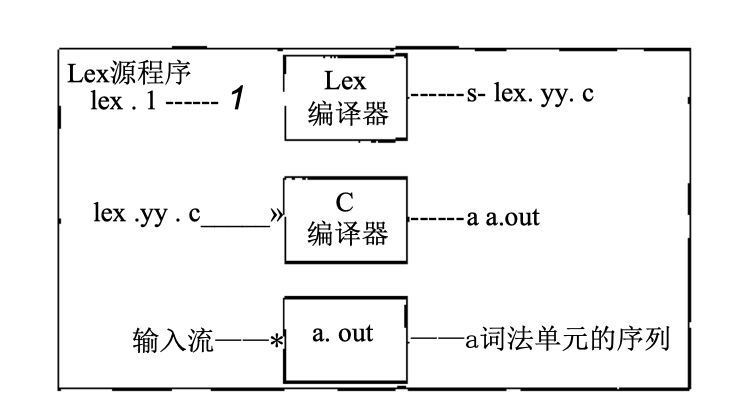 Lex源程序
lex . 1 ------ 1
Lex
编译器
------s- lex. yy. c
lex .yy . c_____»
C
编译器
------a a.out
输入流——*
a. out
——a词法单元的序列